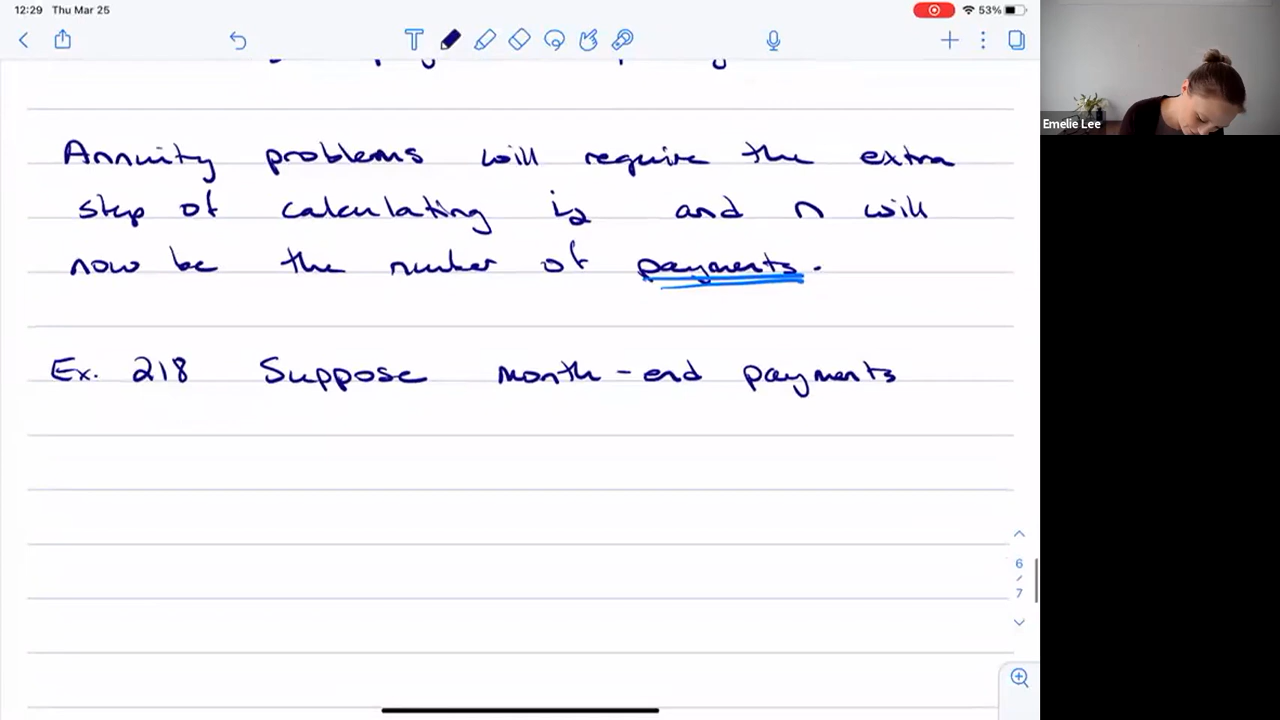 12:29 Thu Mar 25
53%
Emelie Lee
Annuity problems will require the extra
step of calculating i₂ and n will
now be the number of payments.
Ex. 218 Suppose month-end payments
6
7